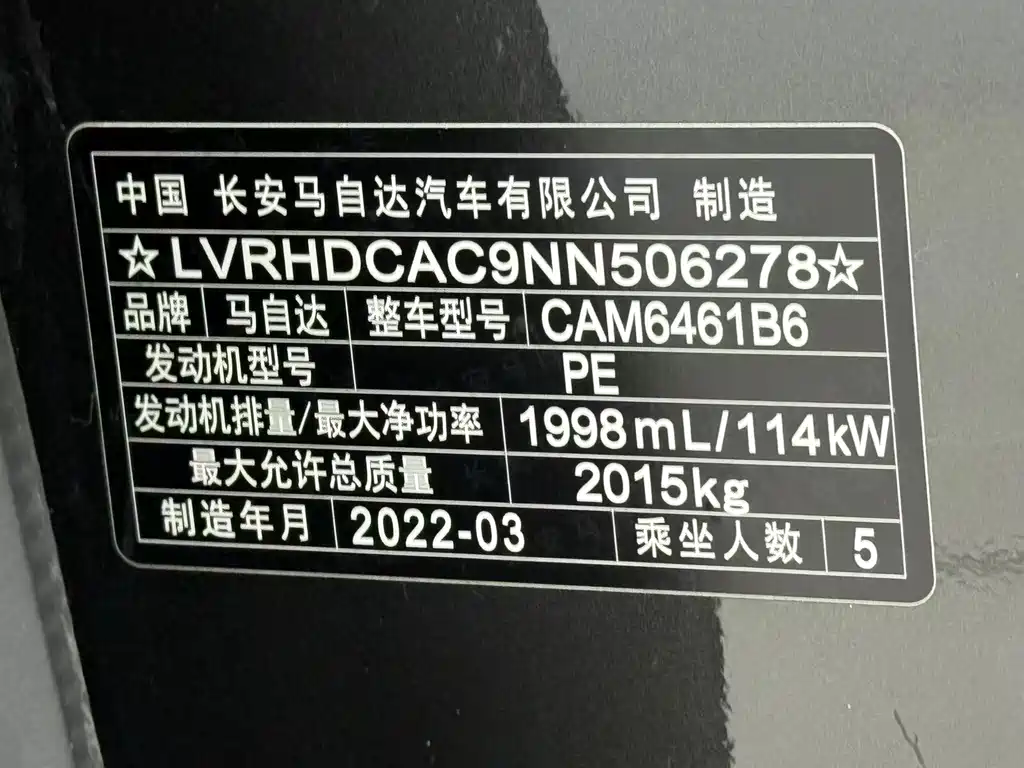 中国 长安马自达汽车有限公司 制造
☆LVRHDCAC9NN506278☆
品牌 马自达 整车型号 CAM6461B6
发动机型号 PE
发动机排量/最大净功率 1998mL/114kW
最大允许总质量 2015kg
制造年月 2022-03 乘坐人数 5